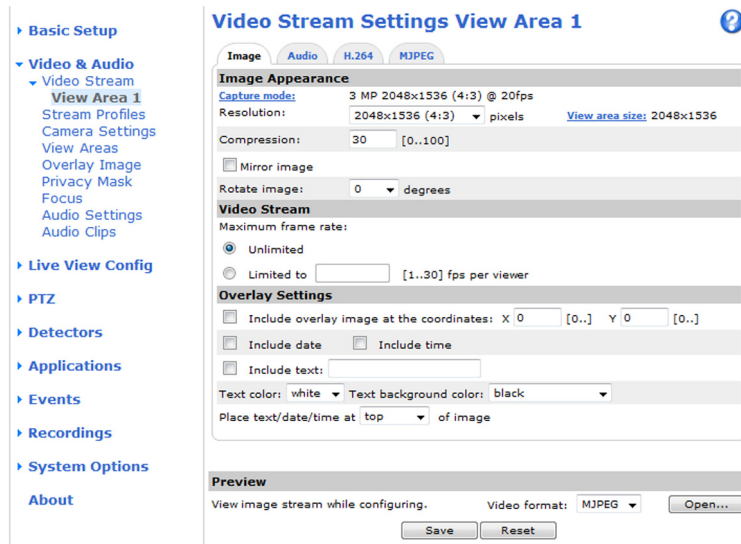 Basic Setup
Video & Audio
Video Stream
View Area 1
Stream Profiles
Camera Settings
View Areas
Overlay Image
Privacy Mask
Focus
Audio Settings
Audio Clips
Live View Config
PTZ
Detectors
Applications
Events
Recordings
System Options
About
Video Stream Settings View Area 1
?
Image Audio H.264 MJPEG
Image Appearance
Capture mode: 3 MP 2048x1536 (4:3) @ 20fps
Resolution: 2048x1536 (4:3) pixels View area size: 2048x1536
Compression: 30 [0..100]
Mirror image
Rotate image: 0 degrees
Video Stream
Maximum frame rate:
Unlimited
Limited to [1..30] fps per viewer
Overlay Settings
Include overlay image at the coordinates: X 0 [0..] Y 0 [0..]
Include date Include time
Include text:
Text color: white Text background color: black
Place text/date/time at top of image
Preview
View image stream while configuring. Video format: MJPEG Open...
Save Reset